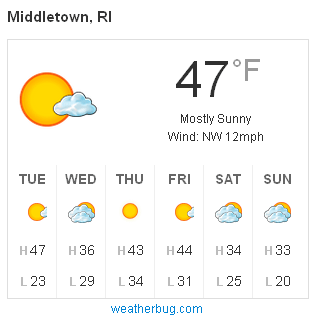 Middletown, RI
47°F
Mostly Sunny
Wind: NW 12mph
TUE WED THU FRI SAT SUN
H 47 H 36 H 43 H 44 H 34 H 33
L 23 L 29 L 34 L 31 L 25 L 20
weatherbug.com